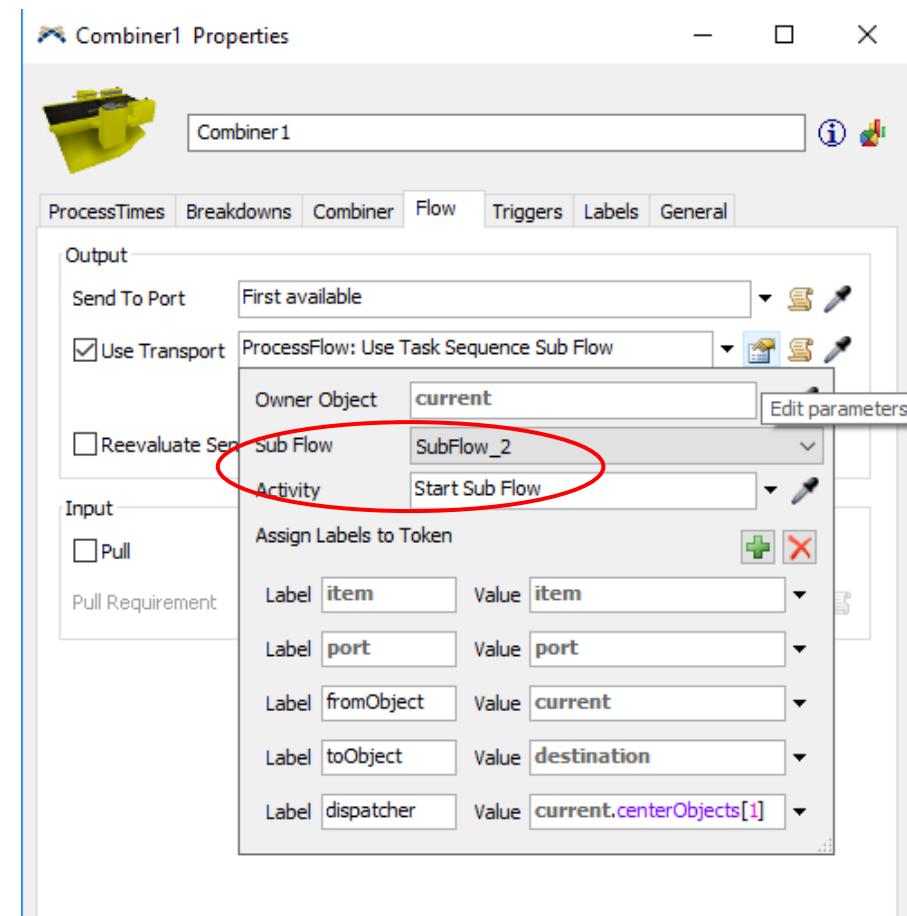 Combiner1 Properties
Combiner1
ProcessTimes Breakdowns Combiner Flow Triggers Labels General
Output
Send To Port First available
Use Transport ProcessFlow: Use Task Sequence Sub Flow
Owner Object current
Edit parameters
Reevaluate Sen Sub Flow SubFlow_2
Activity Start Sub Flow
Input
Assign Labels to Token
Pull
Label item Value item
Pull Requirement
Label port Value port
Label fromObject Value current
Label toObject Value destination
Label dispatcher Value current.centerObjects[1]